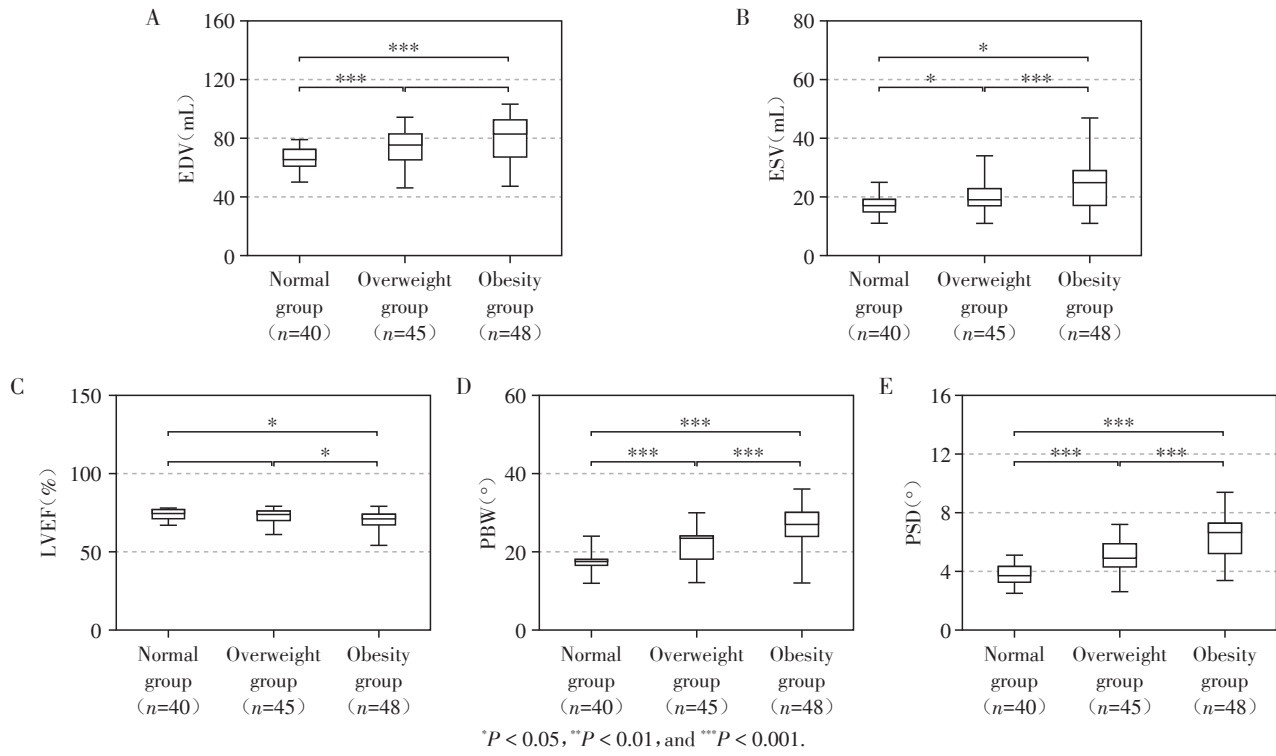 A
EDV(mL)
160
120
80
40
0
***
***
Normal group (n=40)
Overweight group (n=45)
Obesity group (n=48)
B
ESV(mL)
80
60
40
20
0
*
*
***
Normal group (n=40)
Overweight group (n=45)
Obesity group (n=48)
C
LVEF(%)
150
100
50
0
*
*
Normal group (n=40)
Overweight group (n=45)
Obesity group (n=48)
D
PBW(°)
60
40
20
0
***
***
***
Normal group (n=40)
Overweight group (n=45)
Obesity group (n=48)
E
PSD(°)
16
12
8
4
0
***
***
***
Normal group (n=40)
Overweight group (n=45)
Obesity group (n=48)
*P < 0.05, **P < 0.01, and ***P < 0.001.